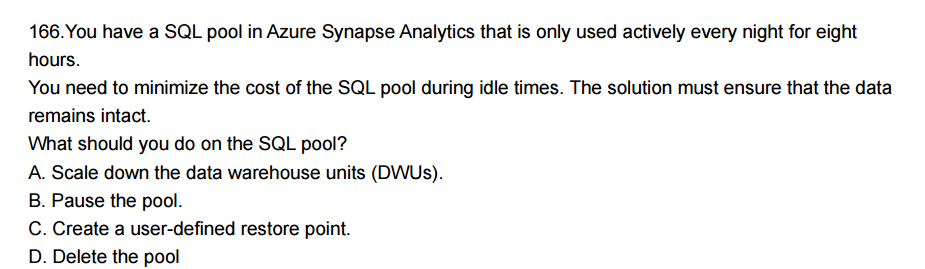 166.You have a SQL pool in Azure Synapse Analytics that is only used actively every night for eight
hours.
You need to minimize the cost of the SQL pool during idle times. The solution must ensure that the data
remains intact.
What should you do on the SQL pool?
A. Scale down the data warehouse units (DWUs).
B. Pause the pool.
C. Create a user-defined restore point.
D. Delete the pool